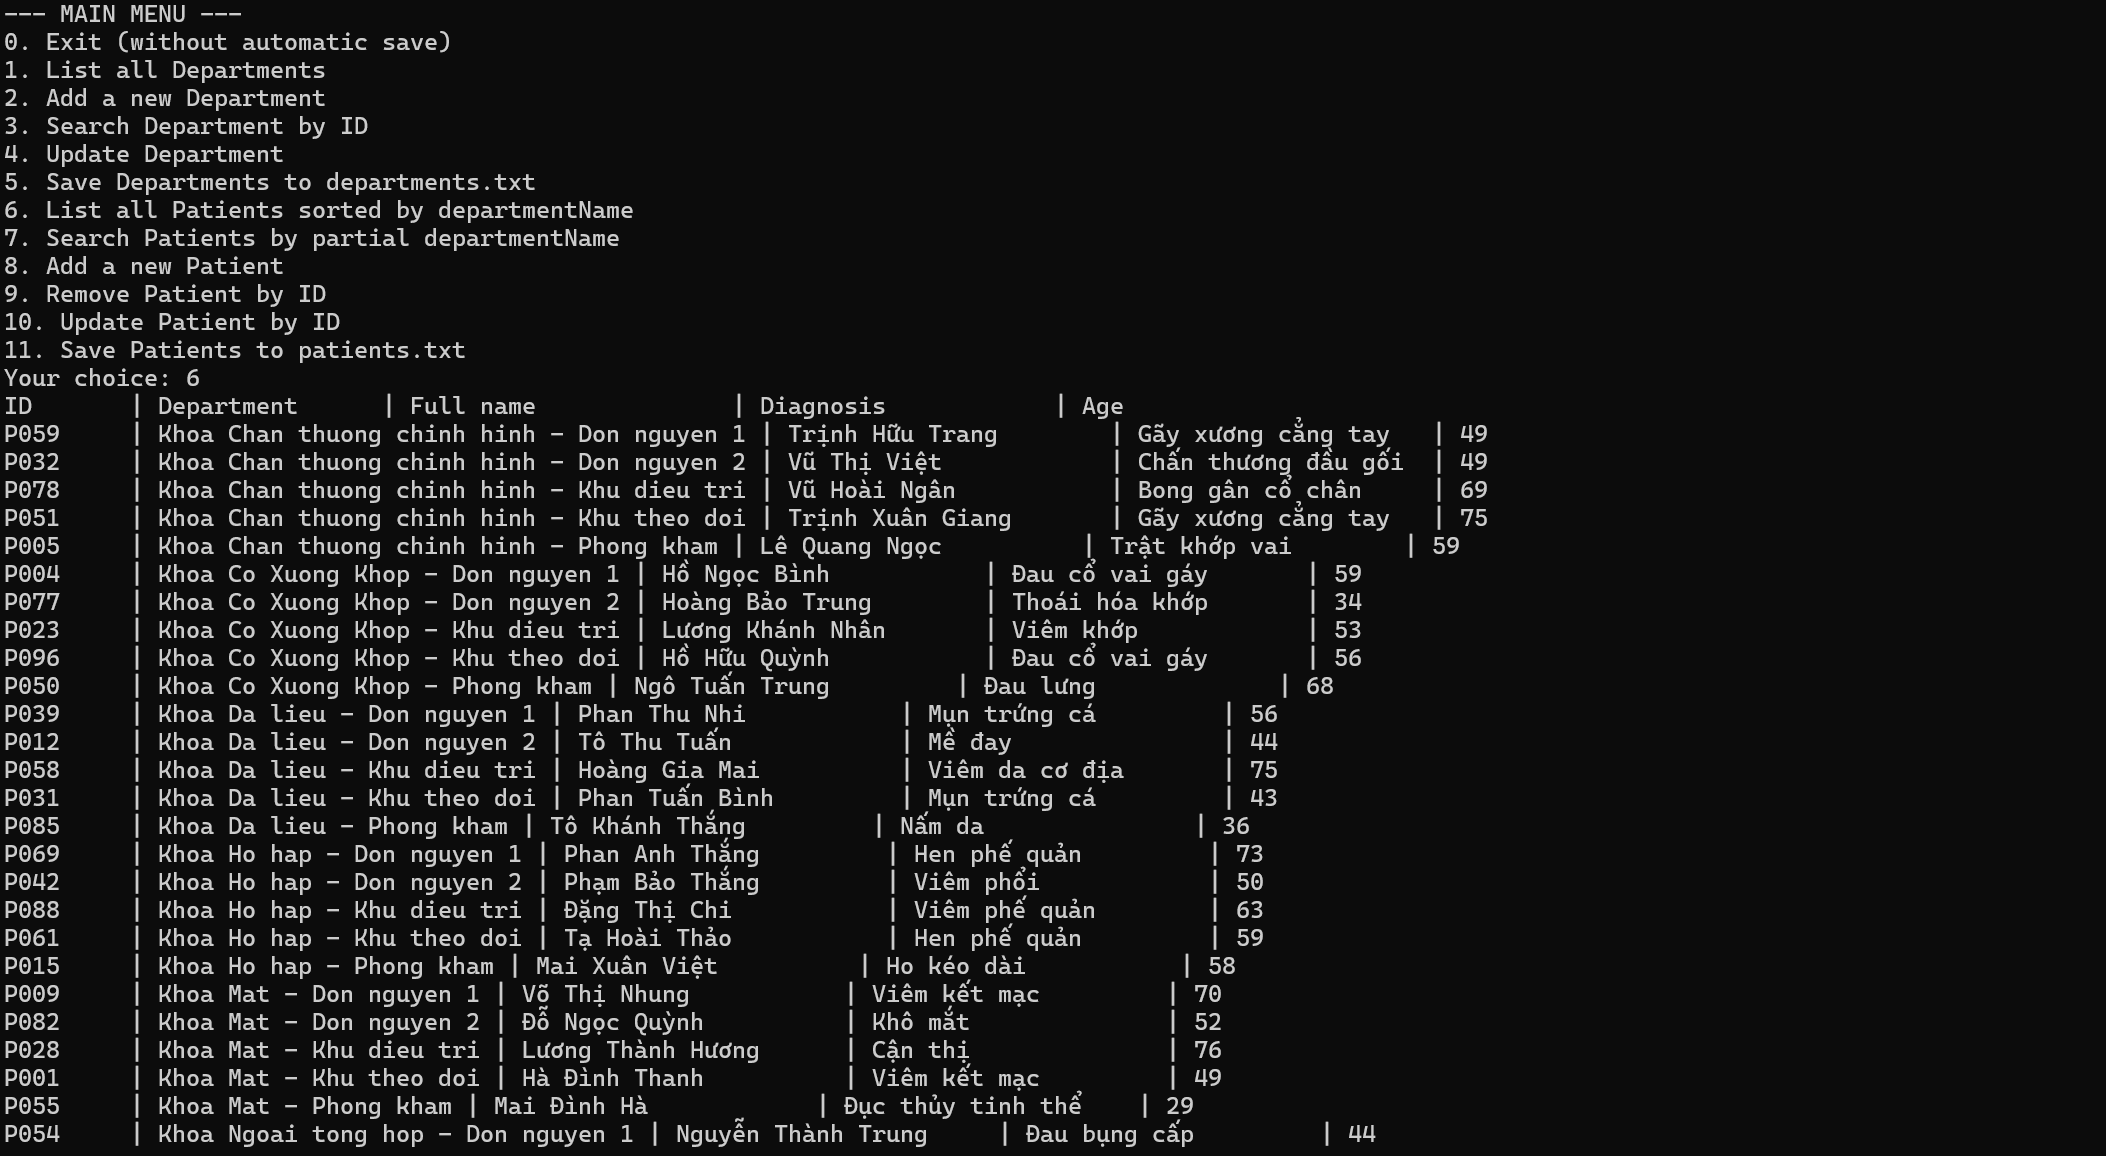 --- MAIN MENU ---
0. Exit (without automatic save)
1. List all Departments
2. Add a new Department
3. Search Department by ID
4. Update Department
5. Save Departments to departments.txt
6. List all Patients sorted by departmentName
7. Search Patients by partial departmentName
8. Add a new Patient
9. Remove Patient by ID
10. Update Patient by ID
11. Save Patients to patients.txt
Your choice: 6
ID | Department | Full name | Diagnosis | Age
P059 | Khoa Chan thuong chinh hinh - Don nguyen 1 | Trịnh Hữu Trang | Gãy xương cẳng tay | 49
P032 | Khoa Chan thuong chinh hinh - Don nguyen 2 | Vũ Thị Việt | Chấn thương đầu gối | 49
P078 | Khoa Chan thuong chinh hinh - Khu dieu tri | Vũ Hoài Ngân | Bong gân cổ chân | 69
P051 | Khoa Chan thuong chinh hinh - Khu theo doi | Trịnh Xuân Giang | Gãy xương cẳng tay | 75
P005 | Khoa Chan thuong chinh hinh - Phong kham | Lê Quang Ngọc | Trật khớp vai | 59
P004 | Khoa Co Xuong Khop - Don nguyen 1 | Hồ Ngọc Bình | Đau cổ vai gáy | 59
P077 | Khoa Co Xuong Khop - Don nguyen 2 | Hoàng Bảo Trung | Thoái hóa khớp | 34
P023 | Khoa Co Xuong Khop - Khu dieu tri | Lương Khánh Nhân | Viêm khớp | 53
P096 | Khoa Co Xuong Khop - Khu theo doi | Hồ Hữu Quỳnh | Đau cổ vai gáy | 56
P050 | Khoa Co Xuong Khop - Phong kham | Ngô Tuấn Trung | Đau lưng | 68
P039 | Khoa Da lieu - Don nguyen 1 | Phan Thu Nhi | Mụn trứng cá | 56
P012 | Khoa Da lieu - Don nguyen 2 | Tô Thu Tuấn | Mề đay | 44
P058 | Khoa Da lieu - Khu dieu tri | Hoàng Gia Mai | Viêm da cơ địa | 75
P031 | Khoa Da lieu - Khu theo doi | Phan Tuấn Bình | Mụn trứng cá | 43
P085 | Khoa Da lieu - Phong kham | Tô Khánh Thắng | Nấm da | 36
P069 | Khoa Ho hap - Don nguyen 1 | Phan Anh Thắng | Hen phế quản | 73
P042 | Khoa Ho hap - Don nguyen 2 | Phạm Bảo Thắng | Viêm phổi | 50
P088 | Khoa Ho hap - Khu dieu tri | Đặng Thị Chi | Viêm phế quản | 63
P061 | Khoa Ho hap - Khu theo doi | Tạ Hoài Thảo | Hen phế quản | 59
P015 | Khoa Ho hap - Phong kham | Mai Xuân Việt | Ho kéo dài | 58
P009 | Khoa Mat - Don nguyen 1 | Võ Thị Nhung | Viêm kết mạc | 70
P082 | Khoa Mat - Don nguyen 2 | Đỗ Ngọc Quỳnh | Khô mắt | 52
P028 | Khoa Mat - Khu dieu tri | Lương Thành Hương | Cận thị | 76
P001 | Khoa Mat - Khu theo doi | Hà Đình Thanh | Viêm kết mạc | 49
P055 | Khoa Mat - Phong kham | Mai Đình Hà | Đục thủy tinh thể | 29
P054 | Khoa Ngoai tong hop - Don nguyen 1 | Nguyễn Thành Trung | Đau bụng cấp | 44